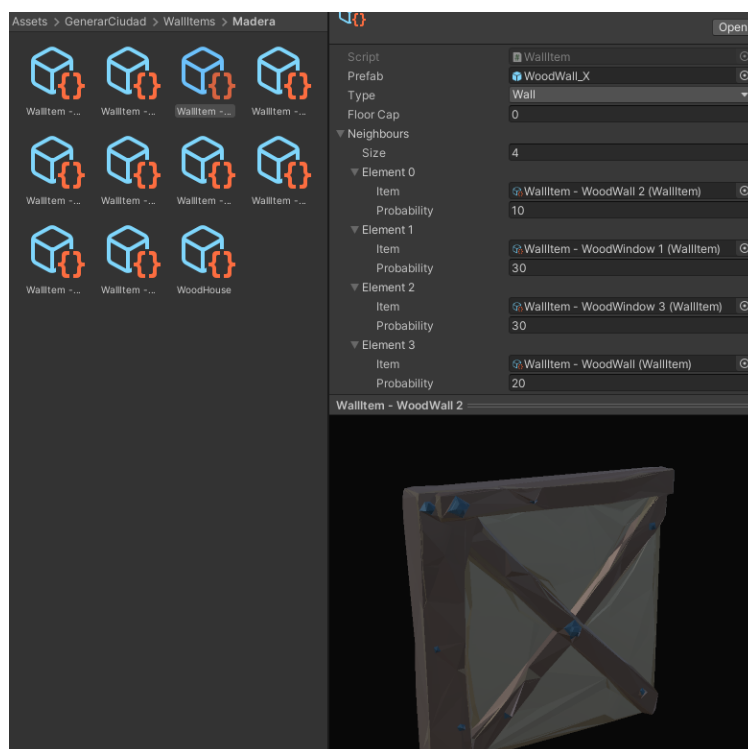 Assets > GenerarCiudad > WallItems > Madera
WallItem -...
WallItem -...
WallItem -...
WallItem -...
WallItem -...
WallItem -...
WallItem -...
WallItem -...
WallItem -...
WallItem -...
WoodHouse
Open
Script WallItem
Prefab WoodWall_X
Type Wall
Floor Cap 0
Neighbours
Size 4
Element 0
Item WallItem - WoodWall 2 (WallItem)
Probability 10
Element 1
Item WallItem - WoodWindow 1 (WallItem)
Probability 30
Element 2
Item WallItem - WoodWindow 3 (WallItem)
Probability 30
Element 3
Item WallItem - WoodWall (WallItem)
Probability 20
WallItem - WoodWall 2